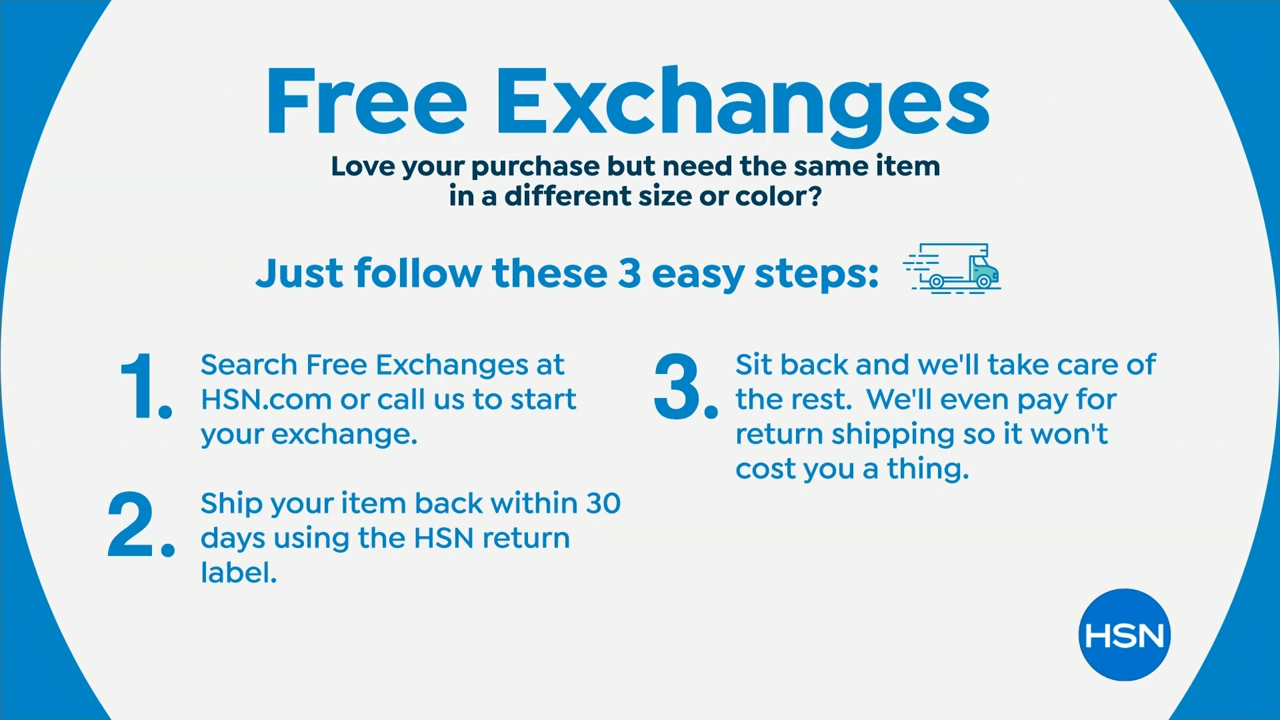 Free Exchanges
Love your purchase but need the same item
in a different size or color?
Just follow these 3 easy steps:
1. Search Free Exchanges at
HSN.com or call us to start
your exchange.
2. Ship your item back within 30
days using the HSN return
label.
3. Sit back and we'll take care of
the rest.  We'll even pay for
return shipping so it won't
cost you a thing.
HSN